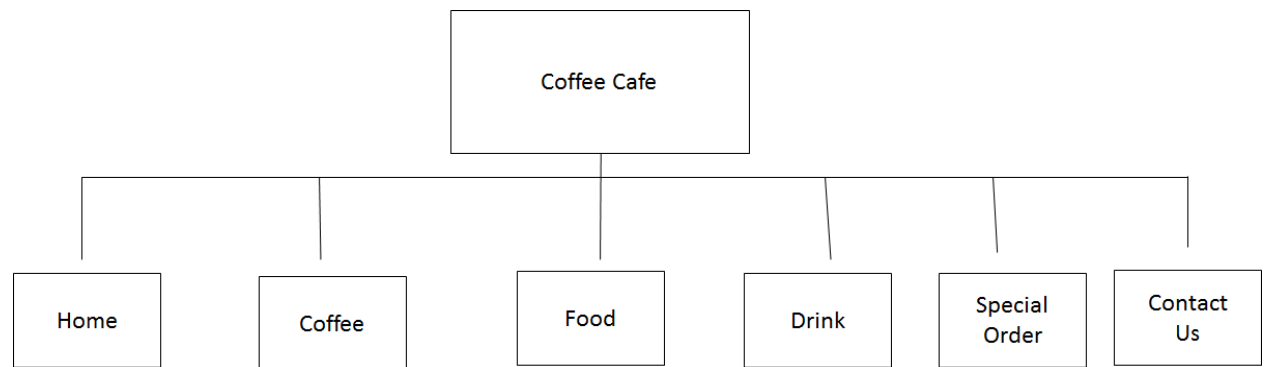 Coffee Cafe
Home
Coffee
Food
Drink
Special
Order
Contact
Us